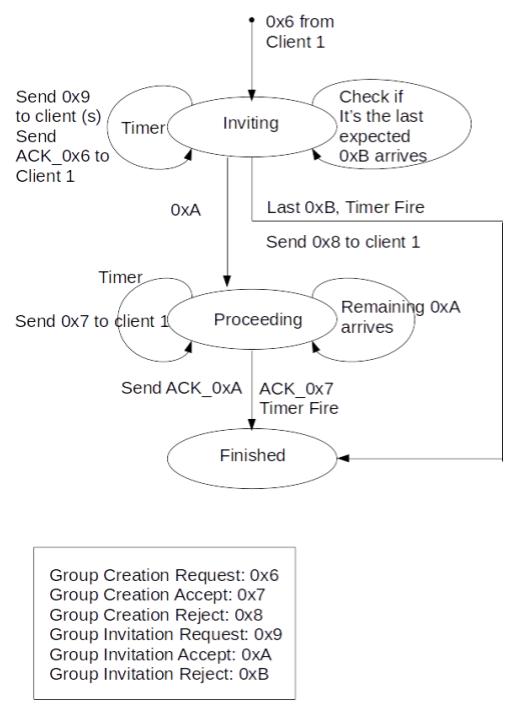 0x6 from
Client 1
Send 0x9
to client (s)
Send
ACK_0x6 to
Client 1
Timer
Inviting
Check if
It's the last
expected
0xB arrives
0xA
Last 0xB, Timer Fire
Send 0x8 to client 1
Timer
Send 0x7 to client 1
Proceeding
Remaining 0xA
arrives
Send ACK_0xA
ACK_0x7
Timer Fire
Finished
Group Creation Request: 0x6
Group Creation Accept: 0x7
Group Creation Reject: 0x8
Group Invitation Request: 0x9
Group Invitation Accept: 0xA
Group Invitation Reject: 0xB